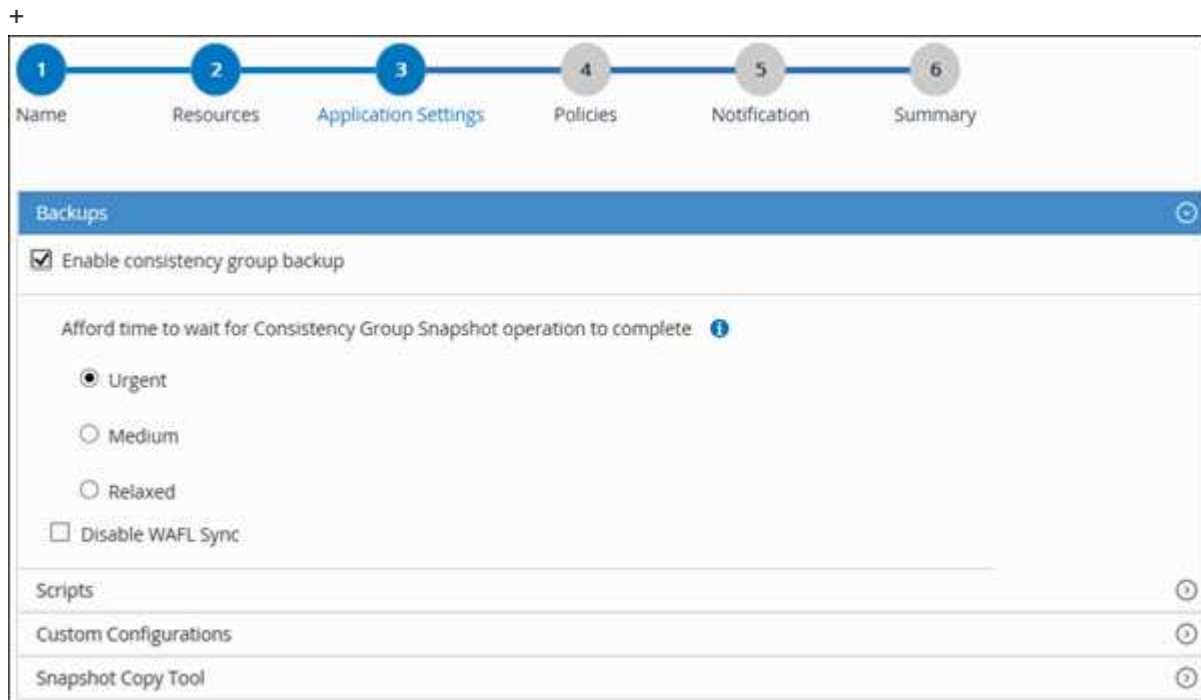 +
1 2 3 4 5 6
Name Resources Application Settings Policies Notification Summary
Backups
Enable consistency group backup
Afford time to wait for Consistency Group Snapshot operation to complete
Urgent
Medium
Relaxed
Disable WAFL Sync
Scripts
Custom Configurations
Snapshot Copy Tool